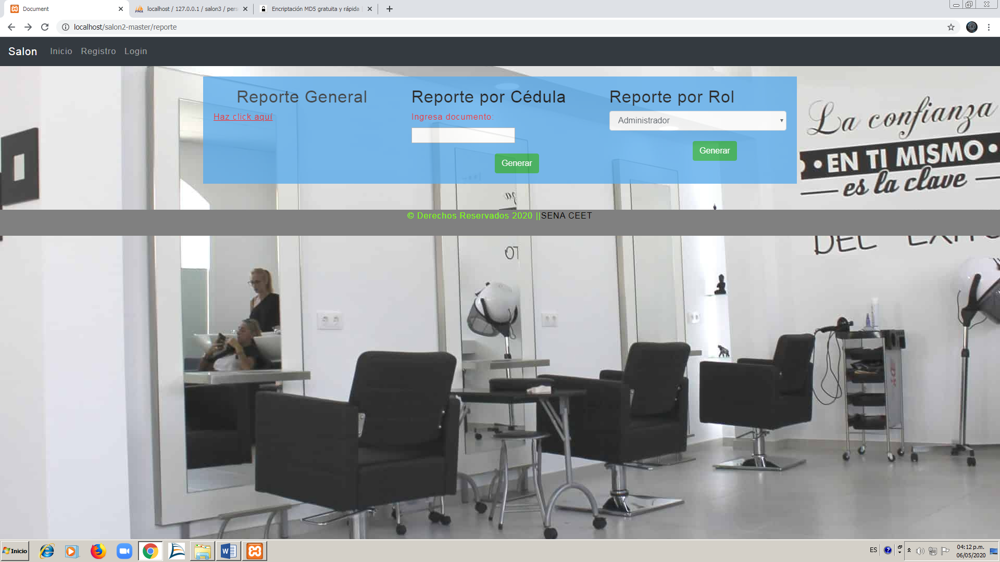 Document
localhost / 127.0.0.1 / salon3 / pers
Encriptación MD5 gratuita y rápida
localhost/salon2-master/reporte
Salon Inicio Registro Login
Reporte General
Haz click aquí
Reporte por Cédula
Ingresa documento:
Generar
Reporte por Rol
Administrador
Generar
La confianza
EN TI MISMO
es la clave
© Derechos Reservados 2020 ||SENA CEET
DEL
TO
Inicio
ES
04:12 p.m.
06/05/2020